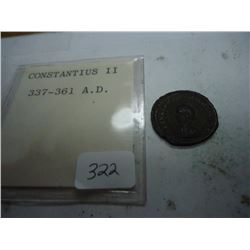 CONSTANTIUS II
337-361 A.D.
322